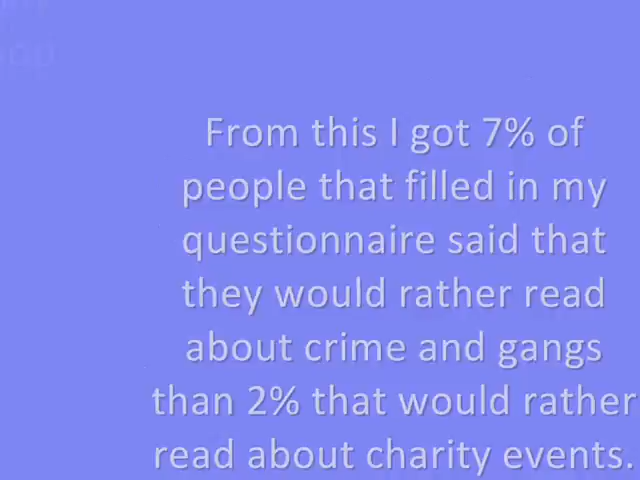 From this I got 7% of
people that filled in my
questionnaire said that
they would rather read
about crime and gangs
than 2% that would rather
read about charity events.